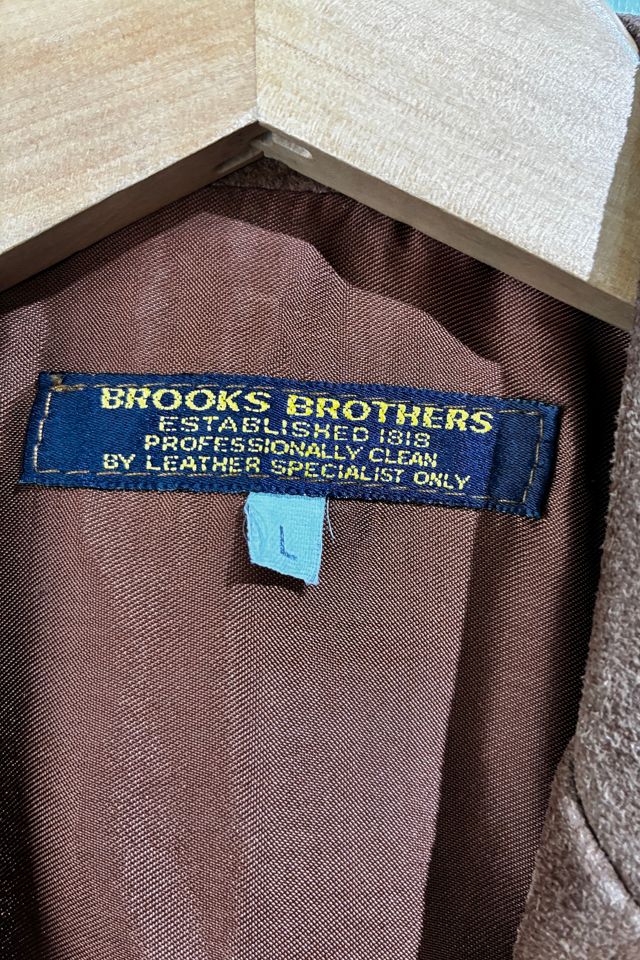 BROOKS BROTHERS
ESTABLISHED 1818
PROFESSIONALLY CLEAN
BY LEATHER SPECIALIST ONLY
L